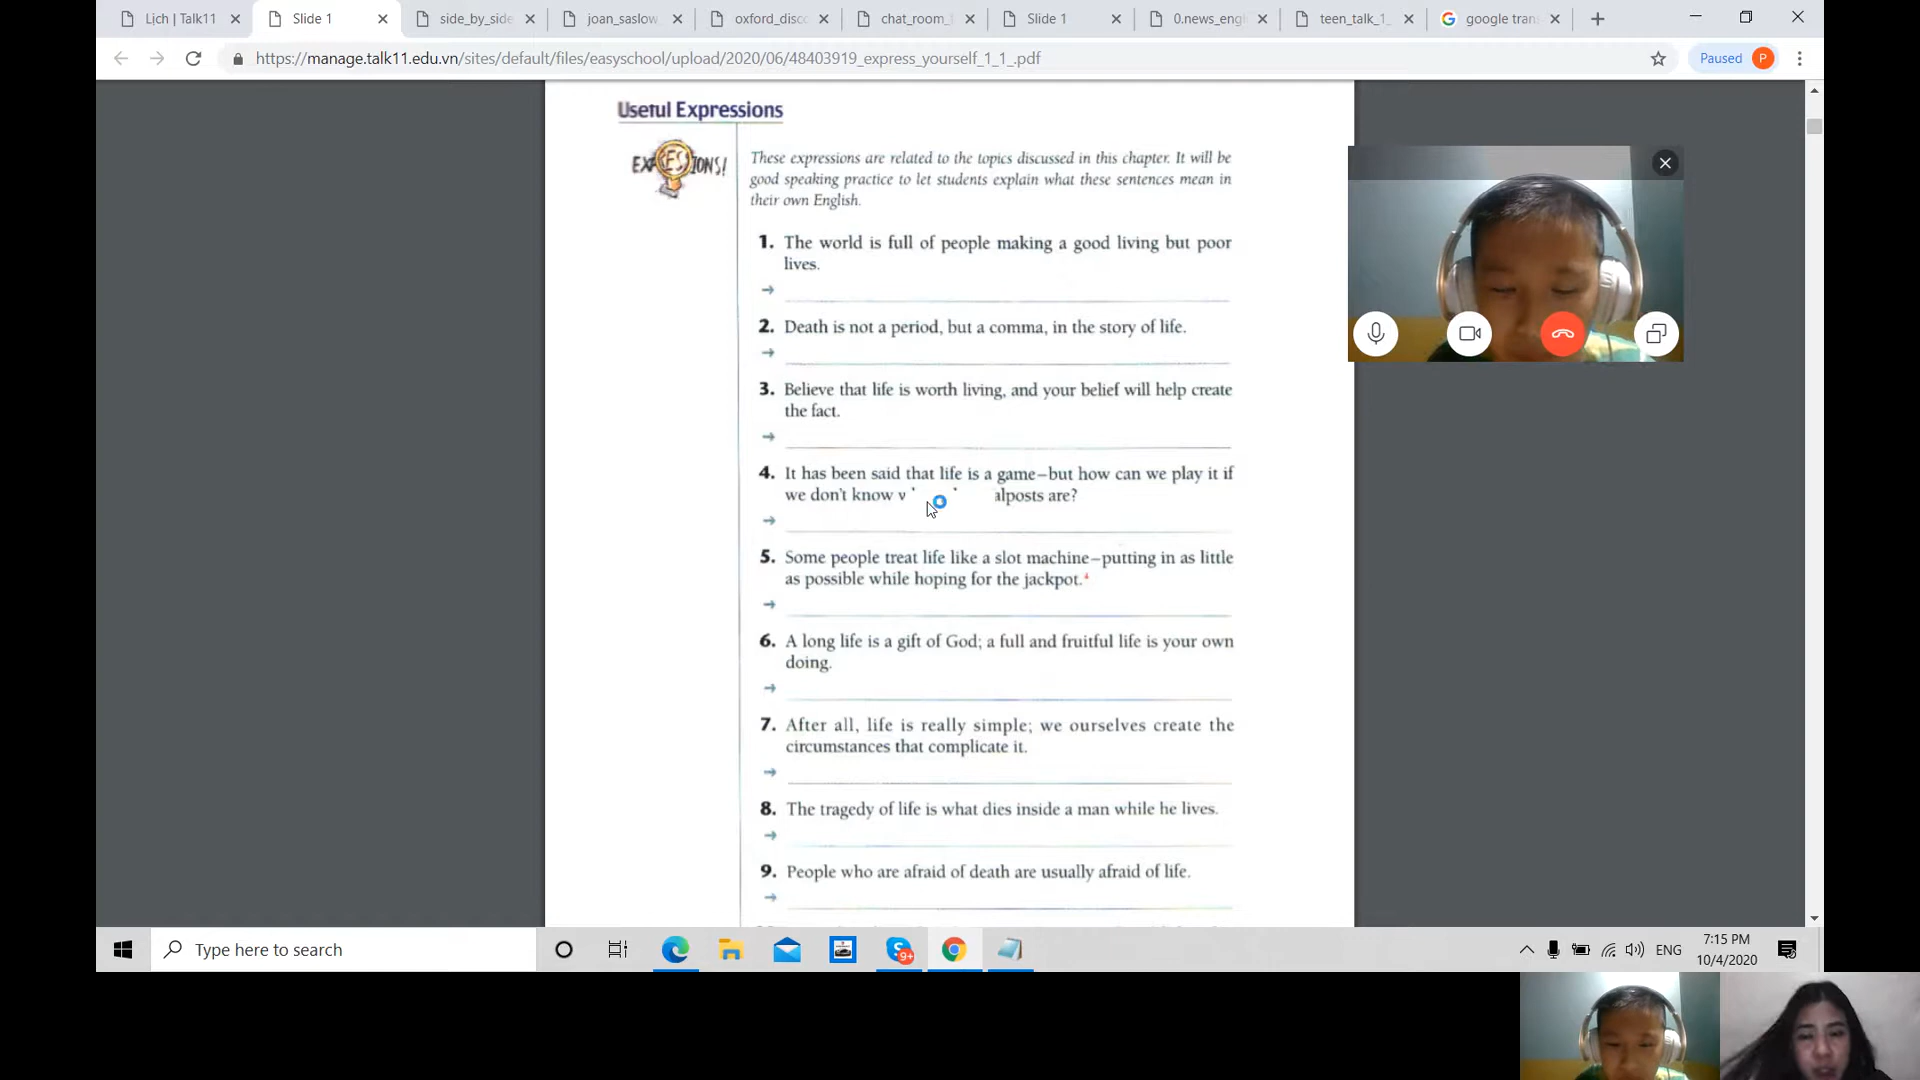 Lịch | Talk11
Slide 1
side_by_side
joan_saslow
oxford_disco
chat_room_
Slide 1
0.news_engl
teen_talk_1_
google tran
https://manage.talk11.edu.vn/sites/default/files/easyschool/upload/2020/06/48403919_express_yourself_1_1_.pdf
Paused
P
Useful Expressions
EXPRESSIONS!
These expressions are related to the topics discussed in this chapter. It will be
good speaking practice to let students explain what these sentences mean in
their own English.
1. The world is full of people making a good living but poor
lives.
2. Death is not a period, but a comma, in the story of life.
3. Believe that life is worth living, and your belief will help create
the fact.
4. It has been said that life is a game–but how can we play it if
we don't know alposts are?
5. Some people treat life like a slot machine–putting in as little
as possible while hoping for the jackpot.
6. A long life is a gift of God; a full and fruitful life is your own
doing.
7. After all, life is really simple; we ourselves create the
circumstances that complicate it.
8. The tragedy of life is what dies inside a man while he lives.
9. People who are afraid of death are usually afraid of life.
Type here to search
9+
ENG
7:15 PM
10/4/2020